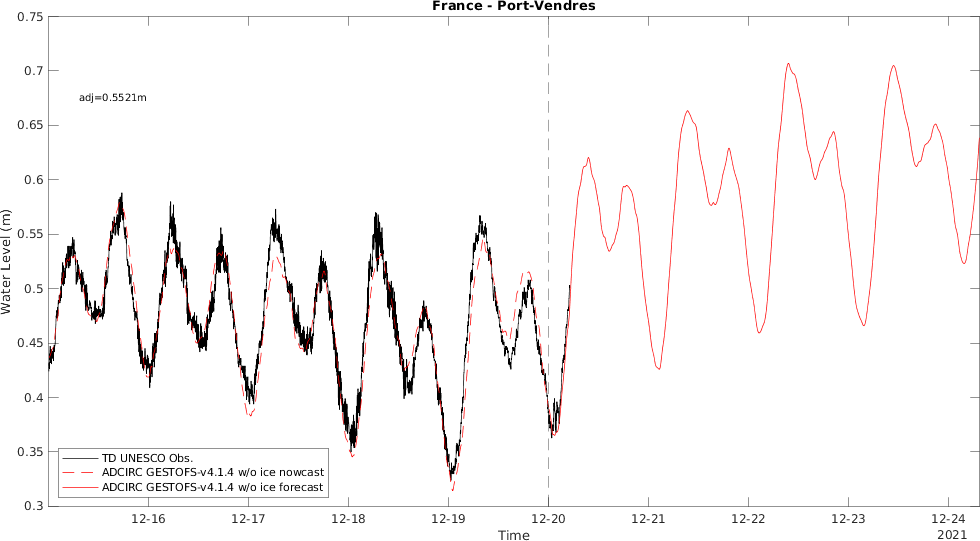 France - Port-Vendres
0.75
0.7
0.65
0.6
0.55
0.5
0.45
0.4
0.35
0.3
Water Level (m)
adj=0.5521m
TD UNESCO Obs.
ADCIRC GESTOFS-v4.1.4 w/o ice nowcast
ADCIRC GESTOFS-v4.1.4 w/o ice forecast
12-16 12-17 12-18 12-19 12-20 12-21 12-22 12-23 12-24
Time
2021